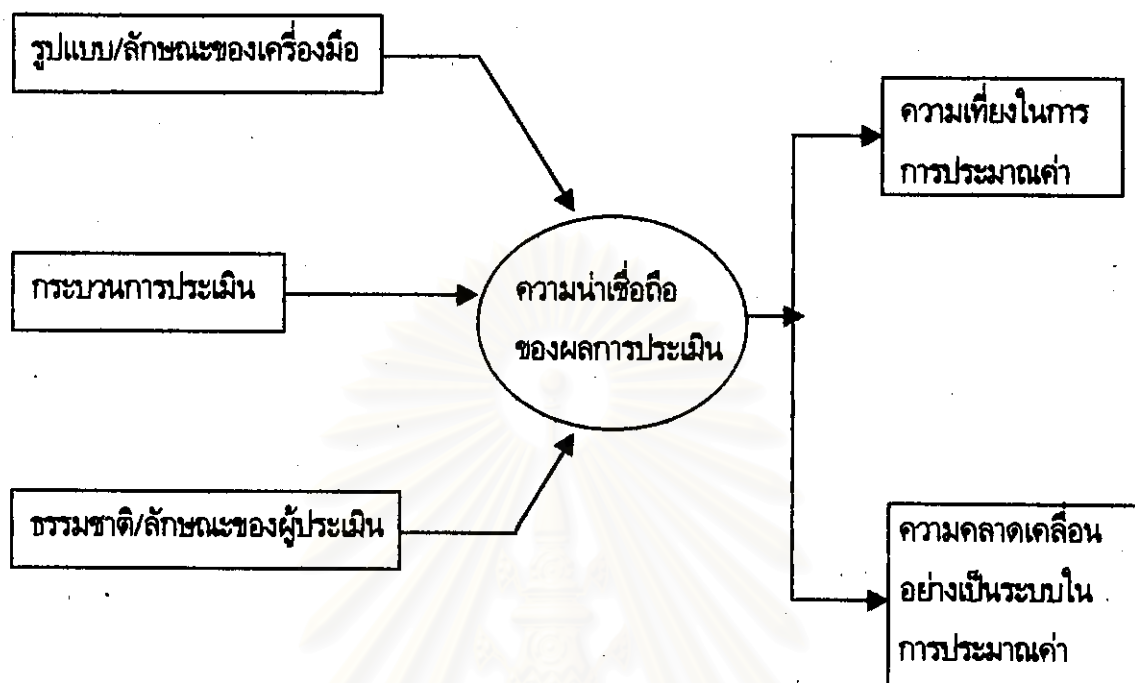 รูปแบบ/ลักษณะของเครื่องมือ
กระบวนการประเมิน
ธรรมชาติ/ลักษณะของผู้ประเมิน
ความน่าเชื่อถือ
ของผลการประเมิน
ความเที่ยงในการ
การประมาณค่า
ความคลาดเคลื่อน
อย่างเป็นระบบใน
การประมาณค่า